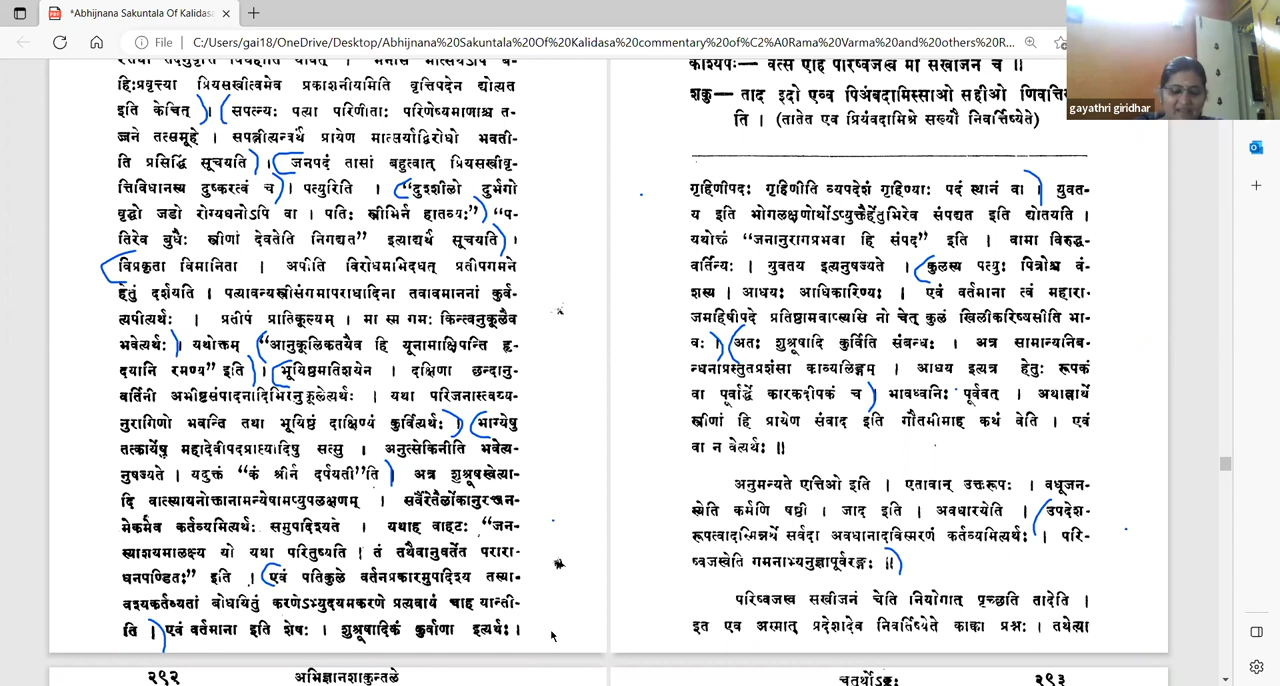 *Abhijnana Sakuntala Of Kalidasa
File
C:/Users/gai18/OneDrive/Desktop/Abhijnana%20Sakuntala%20Of%20Kalidasa%20commentary%20of%C2%A0Rama%20Varma%20and%20others%20R...
gayathri giridhar
हिःप्रवृत्त्या प्रियसखीत्वमेव प्रकाशनीयमिति वृत्तिपदेन द्योत्यत
इति केचित् । सपत्न्यः पत्या परिणीताः परिणेष्यमाणाश्च त-
ज्जने तत्समूहे । सपत्नीत्यन्वर्थे प्रायेण मात्सर्याद्विरोधो भवती-
ति प्रसिद्धिं सूचयति । जनपदं तासां बहुत्वात् प्रियसखीवृ-
त्तिविधानस्य दुष्करत्वं च । पत्युरिति । “दुश्शीलो दुर्भगो
वृद्धो जडो रोग्यधनोऽपि वा । पतिः स्त्रीभिर्न हातव्यः” “प-
तिरेव बुधैः स्त्रीणां देवतेति निगद्यत” इत्याद्यर्थं सूचयति ।
विप्रकृता विमानिता । अपीति विरोधमभिदधत् प्रतीपगमने
हेतुं दर्शयति । पत्यावन्यस्त्रीसंगमापराधादिना तवावमाननां कुर्व-
त्यपीत्यर्थः । प्रतीपं प्रातिकूल्यम् । मा स्म गमः किन्त्वनुकूलैव
भवेत्यर्थः । यथोक्तम् “आनुकूलिकतयैव हि यूनामाक्षिपन्ति हृ-
दयानि रमण्य” इति । भूयिष्ठमतिशयेन । दक्षिणा छन्दानु-
वर्तिनी अभीष्टसंपादनादिभिरनुकूलेत्यर्थः । यथा परिजनास्त्वय्य-
नुरागिणो भवन्ति तथा भूयिष्ठं दाक्षिण्यं कुर्वित्यर्थः । भाग्येषु
तत्कार्येषु महादेवीपदप्राप्त्यादिषु सत्सु । अनुत्सेकिनीति भवेत्य-
नुषज्यते । यदुक्तं “कं श्रीर्न दर्पयती”ति । अत्र शुश्रूषस्वेत्या-
दि वात्स्यायनोक्तानामन्येषामप्युपलक्षणम् । सर्वैरेतैर्लोकानुरञ्जन-
मेकमेव कर्तव्यमित्यर्थः समुपदिश्यते । यथाह वाहटः “जन-
स्याशयमालक्ष्य यो यथा परितुष्यति । तं तथैवानुवर्तेत परारा-
धनपण्डितः” इति । एवं पतिकुले वर्तनप्रकारमुपदिश्य तस्या-
वश्यकर्तव्यतां बोधयितुं करणेऽभ्युदयमकरणे प्रत्यवायं चाह यान्ती-
ति । एवं वर्तमाना इति शेषः । शुश्रूषादिकं कुर्वाणा इत्यर्थः ।
२९२ अभिज्ञानशाकुन्तले
काश्यपः— वत्स एहि परिष्वजस्व मां सखीजनं च ॥
शकु— ताद इदो एव्व पिअंवदामिस्साओ सहीओ णिवत्ति
ति । (तातेत एव प्रियंवदामिश्रे सख्यौ निवर्त्तिष्येते)
गृहिणीपदः गृहिणीति व्यपदेशं गृहिण्याः पदं स्थानं वा । युवत-
य इति भोगलक्षणोर्थोऽप्युक्तैर्हेतुभिरेव संपद्यत इति द्योतयति ।
यथोक्तं “जनानुरागप्रभवा हि संपद” इति । वामा विरुद्ध-
वर्तिन्यः । युवतय इत्यनुषज्यते । कुलस्य पत्युः पित्रोश्च वं-
शस्य । आधयः आधिकारिण्यः । एवं वर्तमाना त्वं महारा-
जमहिषीपदे प्रतिष्ठामवाप्स्यसि नो चेत् कुलं खिलीकरिष्यसीति भा-
वः । अतः शुश्रूषादि कुर्विति संबन्धः । अत्र सामान्यनिब-
न्धनाप्रस्तुतप्रशंसा काव्यलिङ्गम् । आधय इत्यत्र हेतुः रूपकं
वा पूर्वार्द्धे कारकदीपकं च । भावध्वनिः पूर्ववत् । अथात्रार्थे
स्त्रीणां हि प्रायेण संवाद इति गौतमीमाह कथं वेति । एवं
वा न वेत्यर्थः ॥
अनुमन्यते एत्तिओ इति । एतावान् उक्तरूपः । वधूजन-
स्येति कर्मणि षष्ठी । जाद इति । अवधारयेति । उपदेश-
रूपत्वादस्मिन्नर्थे सर्वदा अवधानादविस्मरणं कर्तव्यमित्यर्थः । परि-
ष्वजस्वेति गमनाभ्यनुज्ञापूर्वरङ्गः ॥
परिष्वजस्व सखीजनं चेति नियोगात् पृच्छति तादेति ।
इत एव अस्मात् प्रदेशादेव निवर्तिष्येते काका प्रश्नः । तथेत्या
चतुर्थोऽङ्कः २९३